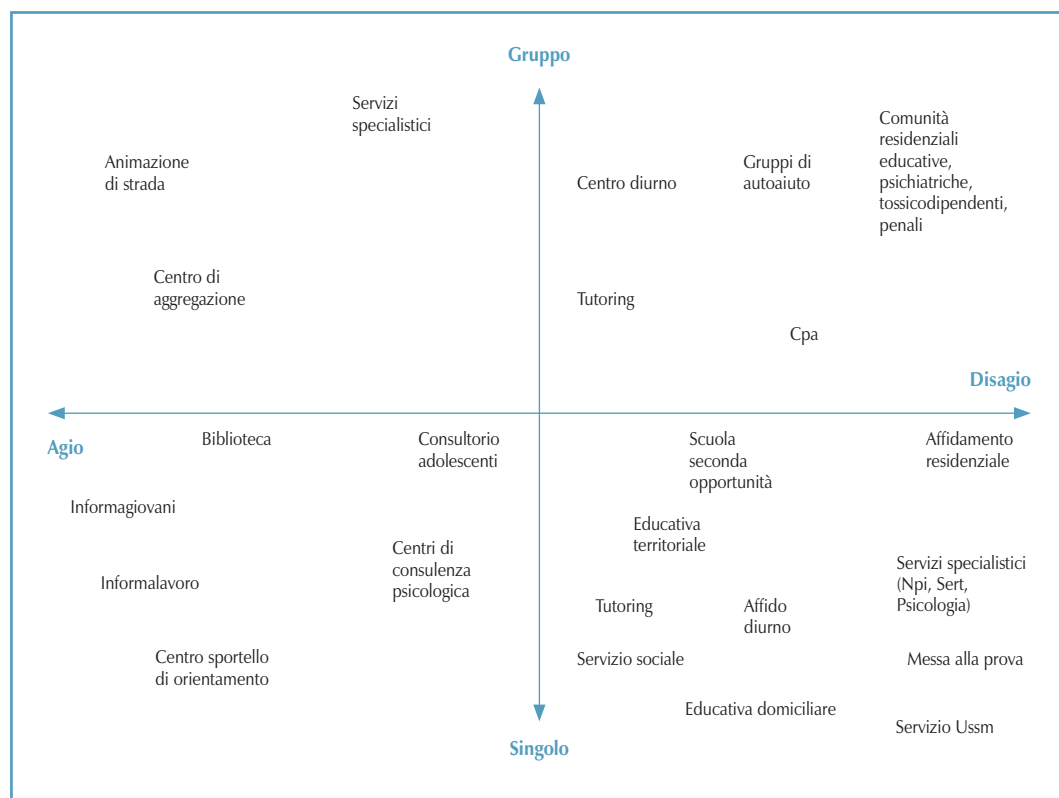 Gruppo
Servizi
specialistici
Animazione
di strada
Centro di
aggregazione
Centro diurno
Gruppi di
autoaiuto
Comunità
residenziali
educative,
psichiatriche,
tossicodipendenti,
penali
Tutoring
Cpa
Disagio
Agio
Biblioteca
Consultorio
adolescenti
Informagiovani
Centri di
consulenza
psicologica
Informalavoro
Centro sportello
di orientamento
Scuola
seconda
opportunità
Affidamento
residenziale
Educativa
territoriale
Servizi specialistici
(Npi, Sert,
Psicologia)
Tutoring
Affido
diurno
Servizio sociale
Messa alla prova
Educativa domiciliare
Servizio Ussm
Singolo